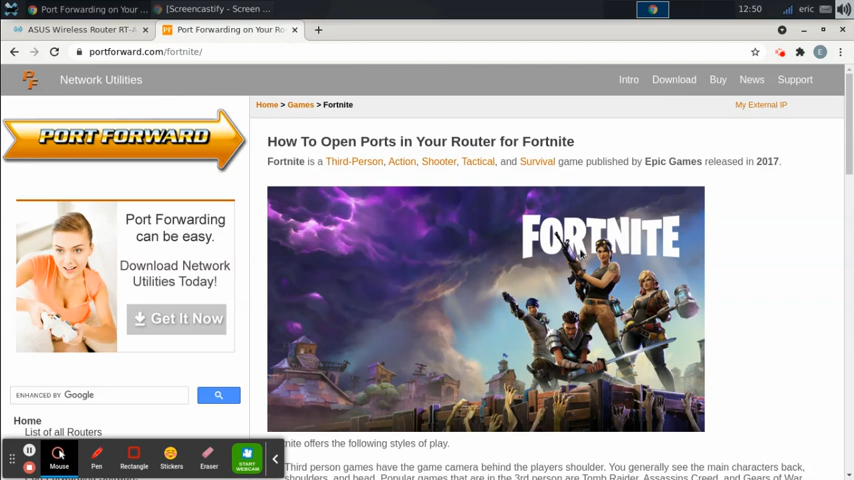 Port Forwarding on Your ...
[Screencastify - Screen ...
12:50
eric
ASUS Wireless Router RT-A
PF
Port Forwarding on Your Ro
portforward.com/fortnite/
E
PF
Network Utilities
Intro
Download
Buy
News
Support
Home > Games > Fortnite
My External IP
PORT FORWARD
How To Open Ports in Your Router for Fortnite
Fortnite is a Third-Person, Action, Shooter, Tactical, and Survival game published by Epic Games released in 2017.
FORTNITE
Port Forwarding
can be easy.
Download Network
Utilities Today!
Get It Now
ENHANCED BY Google
Home
List of all Routers
nite offers the following styles of play.
Third person games have the game camera behind the players shoulder. You generally see the main characters back,
shoulders, and head. Popular games that are in the 3rd person are Tomb Raider, Assassins Creed, and Gears of War.
Mouse
Pen
Rectangle
Stickers
Eraser
START
WEBCAM